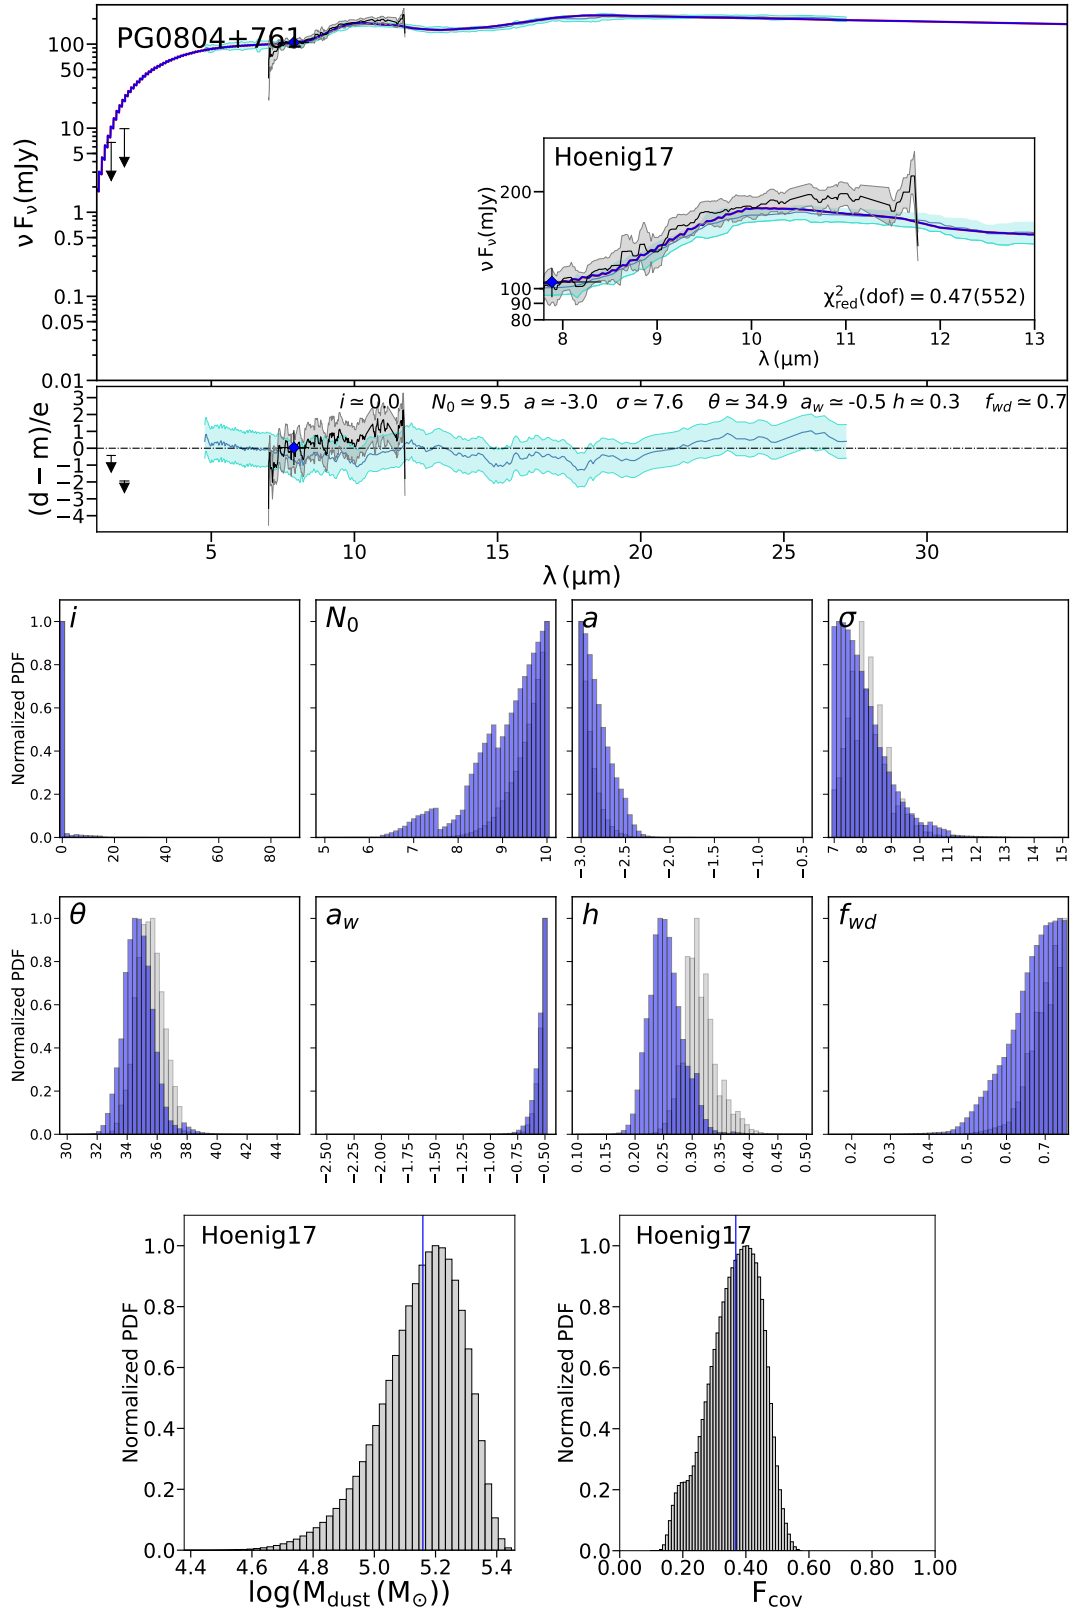 PG0804+761
ν Fν(mJy)
100
50
10
5
1
0.5
0.1
0.05
0.01
Hoenig17
ν Fν(mJy)
200
100
90
80
χ²red(dof) = 0.47(552)
8 9 10 11 12 13
λ (μm)
i ≃ 0.0 N0 ≃ 9.5 a ≃ -3.0 σ ≃ 7.6 θ ≃ 34.9 aw ≃ -0.5 h ≃ 0.3 fwd ≃ 0.7
(d − m)/e
3
2
1
0
−1
−2
−3
−4
5 10 15 20 25 30
λ (μm)
i N0 a σ
Normalized PDF
1.0
0.8
0.6
0.4
0.2
0.0
0 20 40 60 80
5 6 7 8 9 10
−3.0 −2.5 −2.0 −1.5 −1.0 −0.5
7 8 9 10 11 12 13 14 15
θ aw h fwd
Normalized PDF
1.0
0.8
0.6
0.4
0.2
0.0
30 32 34 36 38 40 42 44
−2.50 −2.25 −2.00 −1.75 −1.50 −1.25 −1.00 −0.75 −0.50
0.10 0.15 0.20 0.25 0.30 0.35 0.40 0.45 0.50
0.2 0.3 0.4 0.5 0.6 0.7
Hoenig17
Normalized PDF
1.0
0.8
0.6
0.4
0.2
0.0
4.4 4.6 4.8 5.0 5.2 5.4
log(Mdust (M⊙))
Hoenig17
Normalized PDF
1.0
0.8
0.6
0.4
0.2
0.0
0.00 0.20 0.40 0.60 0.80 1.00
Fcov